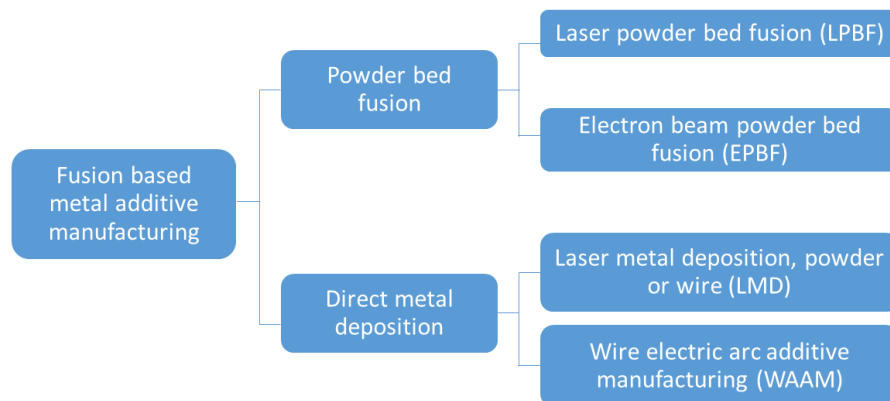 Laser powder bed fusion (LPBF)
Powder bed
fusion
Electron beam powder bed
fusion (EPBF)
Fusion based
metal additive
manufacturing
Laser metal deposition, powder
or wire (LMD)
Direct metal
deposition
Wire electric arc additive
manufacturing (WAAM)